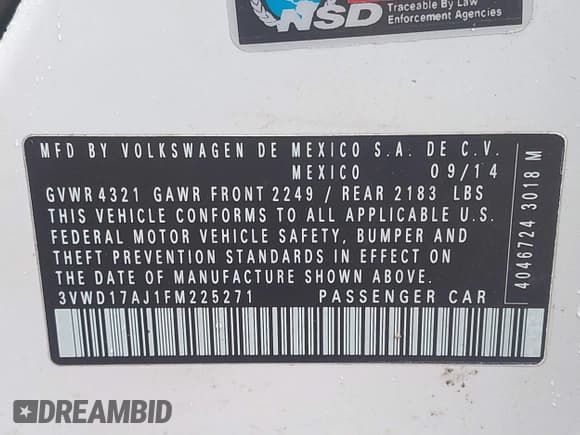 NSD
Traceable By Law
Enforcement Agencies
MFD BY VOLKSWAGEN DE MEXICO S.A. DE C.V.
MEXICO 09/14
GVWR 4321 GAWR FRONT 2249 / REAR 2183 LBS
THIS VEHICLE CONFORMS TO ALL APPLICABLE U.S.
FEDERAL MOTOR VEHICLE SAFETY, BUMPER AND
THEFT PREVENTION STANDARDS IN EFFECT ON
THE DATE OF MANUFACTURE SHOWN ABOVE.
3VWD17AJ1FM225271 PASSENGER CAR
4046724 3018 M
DREAMBID